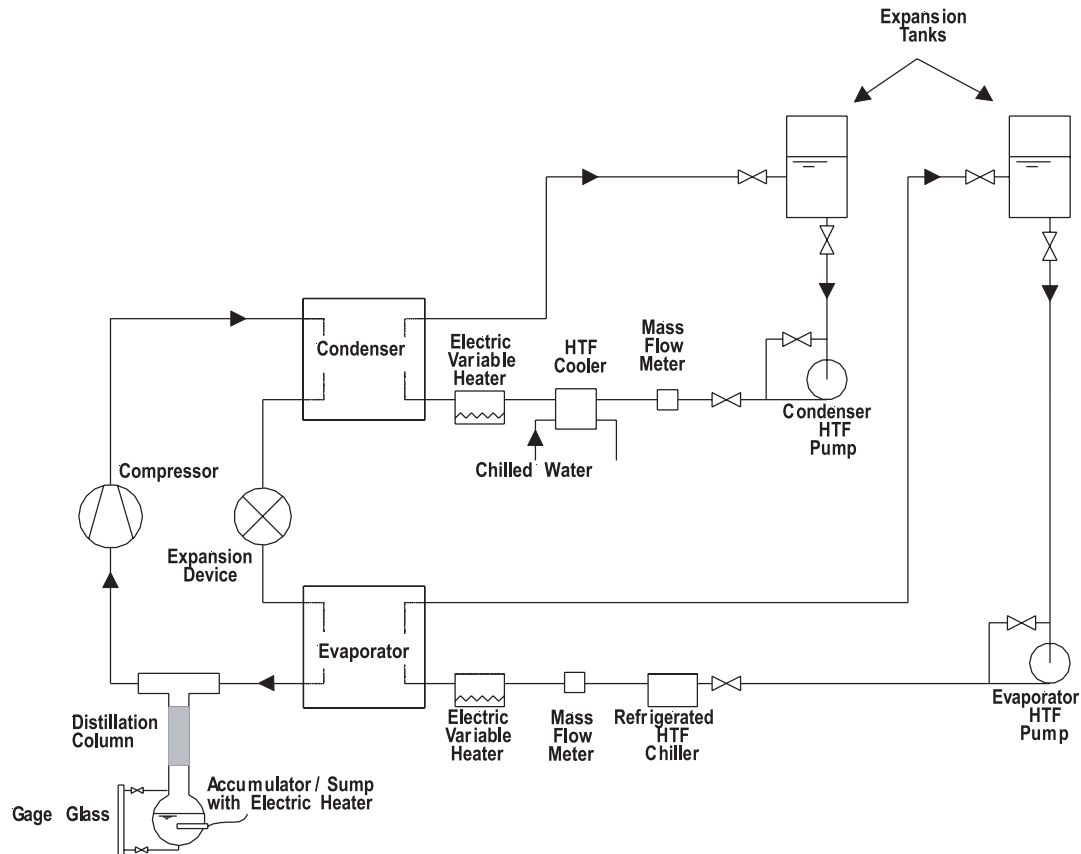 Expansion
Tanks
Condenser
Electric
Variable
Heater
HTF
Cooler
Mass
Flow
Meter
Condenser
HTF
Pump
Chilled Water
Compressor
Expansion
Device
Evaporator
Electric
Variable
Heater
Mass
Flow
Meter
Refrigerated
HTF
Chiller
Evaporator
HTF
Pump
Distillation
Column
Accumulator / Sump
with Electric Heater
Gage Glass